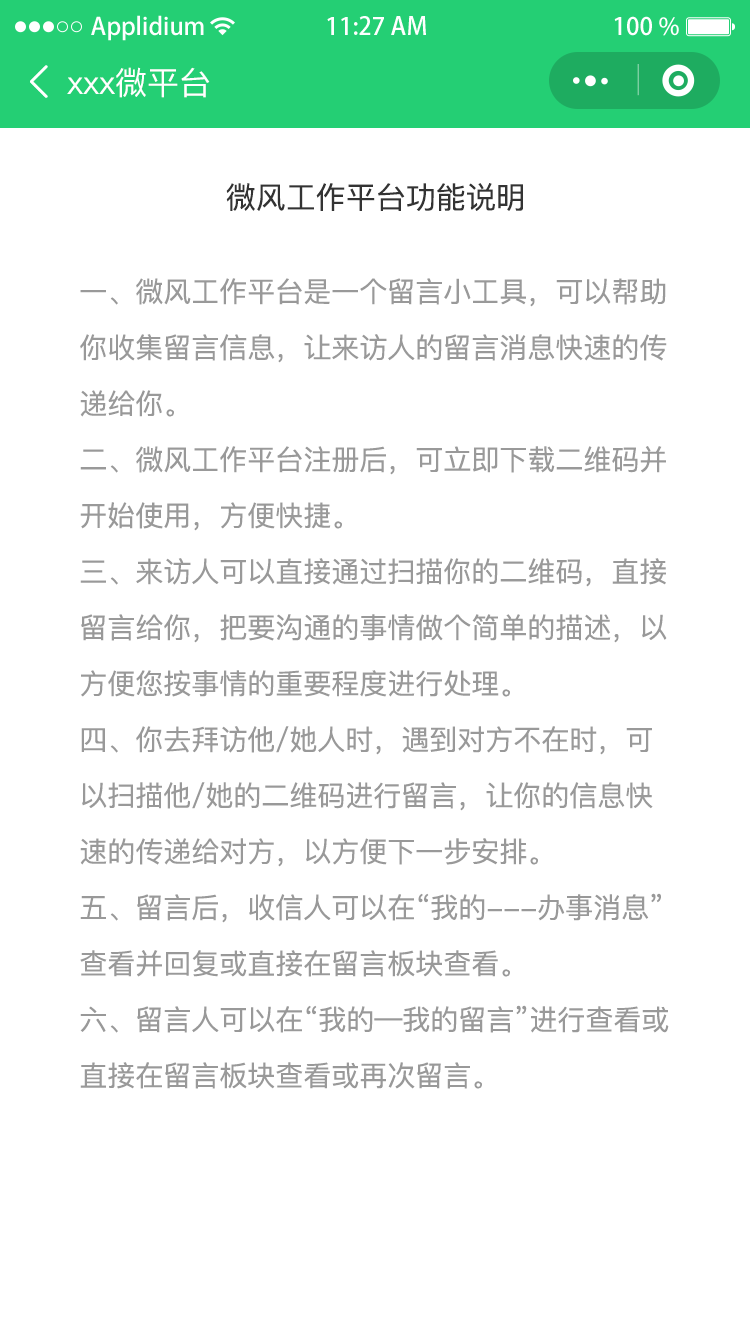 Applidium 11:27 AM 100 %
xxx微平台
微风工作平台功能说明
一、微风工作平台是一个留言小工具，可以帮助
你收集留言信息，让来访人的留言消息快速的传
递给你。
二、微风工作平台注册后，可立即下载二维码并
开始使用，方便快捷。
三、来访人可以直接通过扫描你的二维码，直接
留言给你，把要沟通的事情做个简单的描述，以
方便您按事情的重要程度进行处理。
四、你去拜访他/她人时，遇到对方不在时，可
以扫描他/她的二维码进行留言，让你的信息快
速的传递给对方，以方便下一步安排。
五、留言后，收信人可以在“我的---办事消息”
查看并回复或直接在留言板块查看。
六、留言人可以在“我的—我的留言”进行查看或
直接在留言板块查看或再次留言。